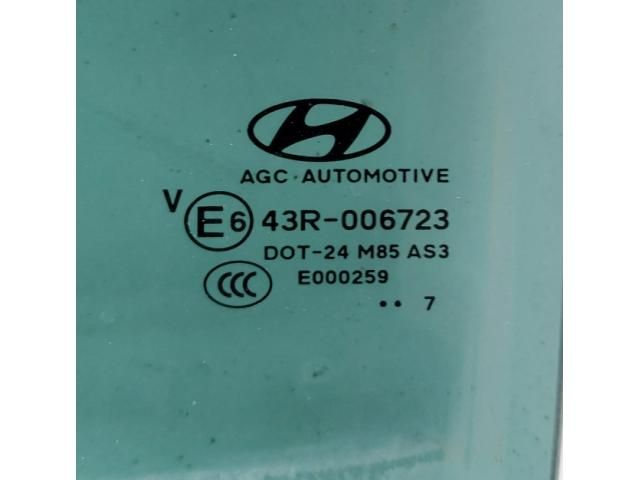 AGC AUTOMOTIVE
V E6 43R-006723
DOT-24 M85 AS3
CCC E000259
•• 7